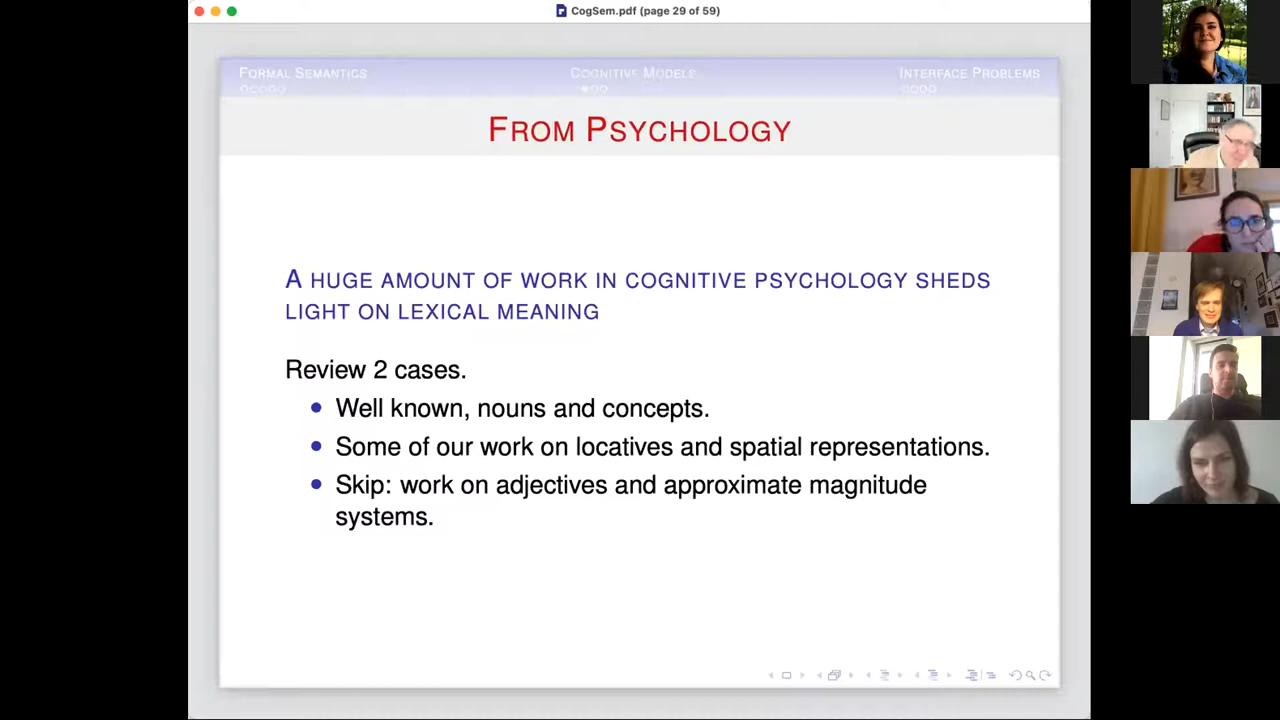 CogSem.pdf (page 29 of 59)
FORMAL SEMANTICS
COGNITIVE MODELS
INTERFACE PROBLEMS
FROM PSYCHOLOGY
A HUGE AMOUNT OF WORK IN COGNITIVE PSYCHOLOGY SHEDS
LIGHT ON LEXICAL MEANING
Review 2 cases.
Well known, nouns and concepts.
Some of our work on locatives and spatial representations.
Skip: work on adjectives and approximate magnitude
systems.